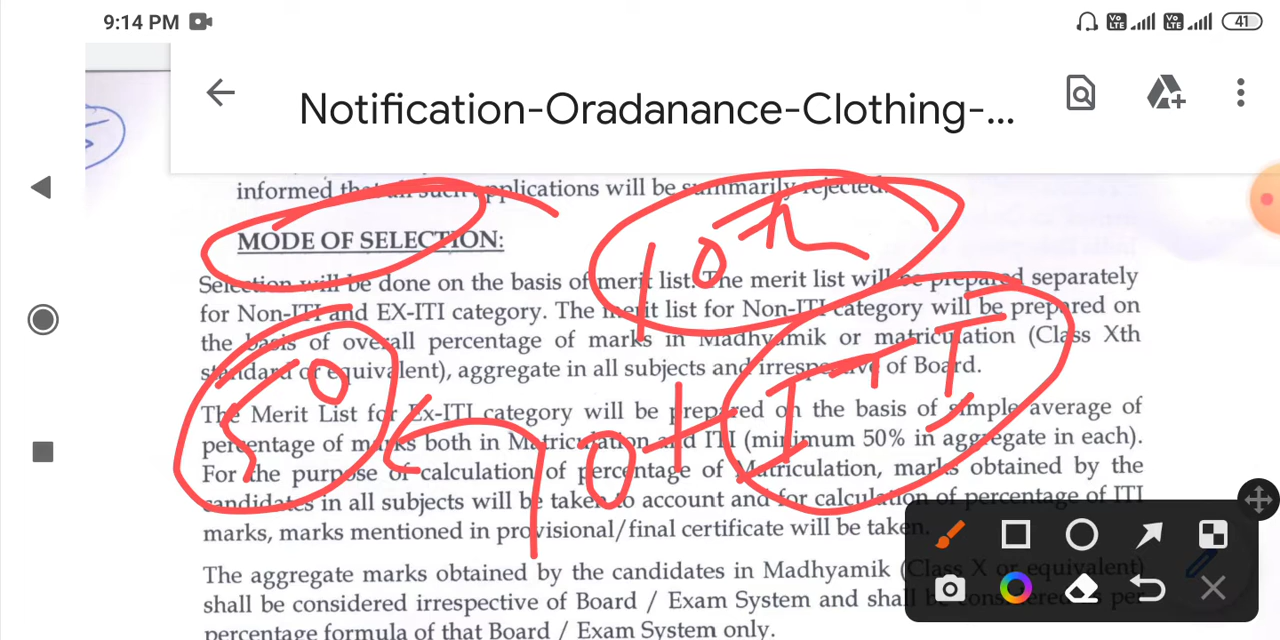 9:14 PM
Vo LTE Vo LTE 41
Notification-Oradanance-Clothing-...
informed that all such applications will be summarily rejected.
MODE OF SELECTION:
10th
Selection will be done on the basis of merit list. The merit list will be prepared separately
for Non-ITI and EX-ITI category. The merit list for Non-ITI category will be prepared on
the basis of overall percentage of marks in Madhyamik or matriculation (Class Xth
standard or equivalent), aggregate in all subjects and irrespective of Board.
50 + ITI
The Merit List for Ex-ITI category will be prepared on the basis of simple average of
percentage of marks both in Matriculation and ITI (minimum 50% in aggregate in each).
For the purpose of calculation of percentage of Matriculation, marks obtained by the
candidates in all subjects will be taken to account and for calculation of percentage of ITI
marks, marks mentioned in provisional/final certificate will be taken.
The aggregate marks obtained by the candidates in Madhyamik (Class X or equivalent)
shall be considered irrespective of Board / Exam System and shall be considered as per
percentage formula of that Board / Exam System only.